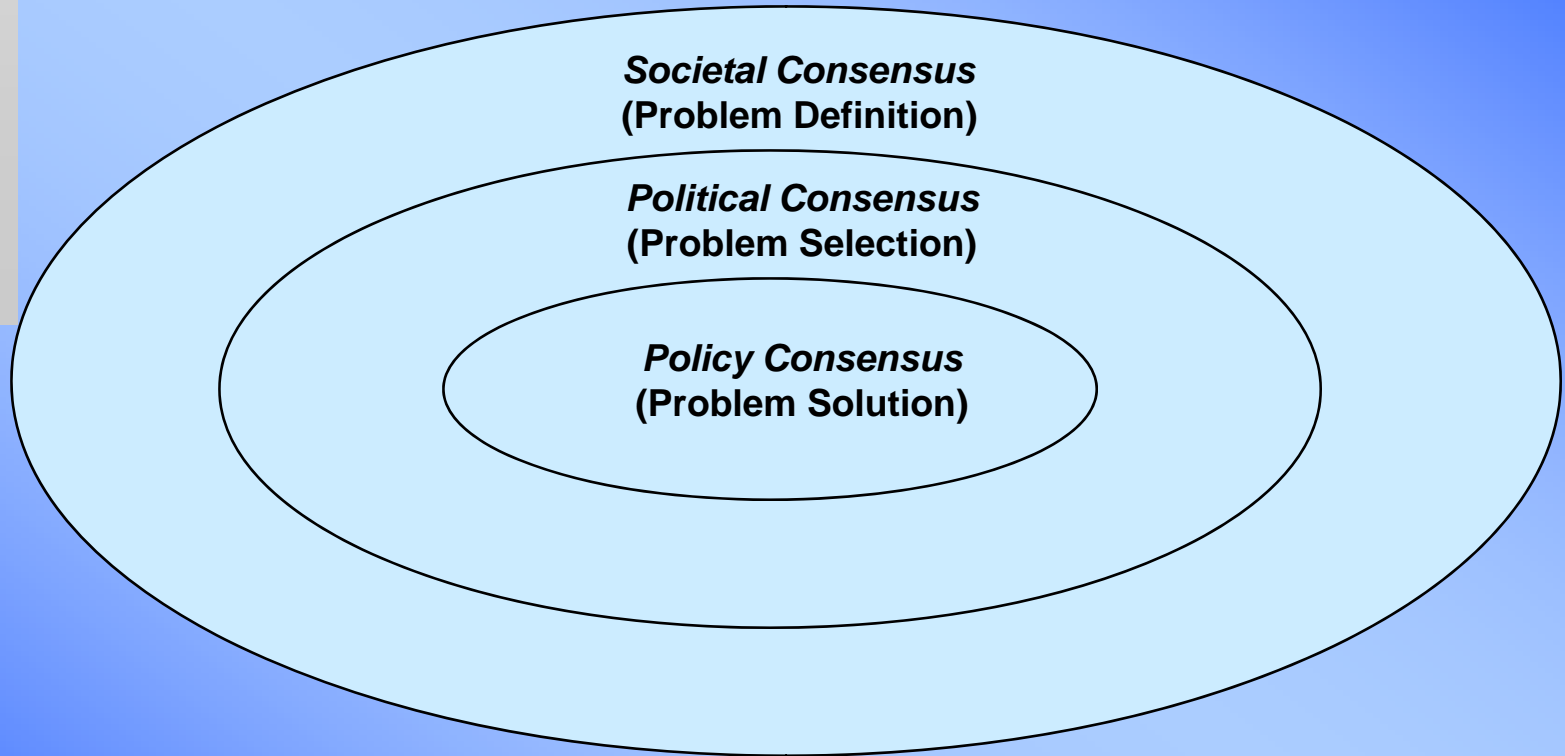 Societal Consensus
(Problem Definition)
Political Consensus
(Problem Selection)
Policy Consensus
(Problem Solution)